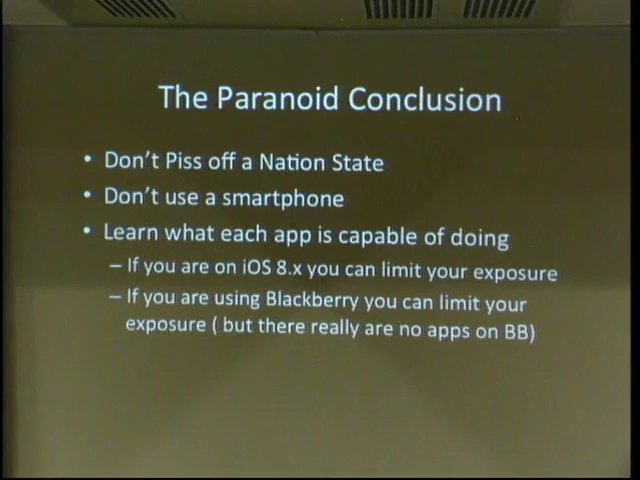 The Paranoid Conclusion
• Don't Piss off a Nation State
• Don't use a smartphone
• Learn what each app is capable of doing
– If you are on iOS 8.x you can limit your exposure
– If you are using Blackberry you can limit your
exposure ( but there really are no apps on BB)